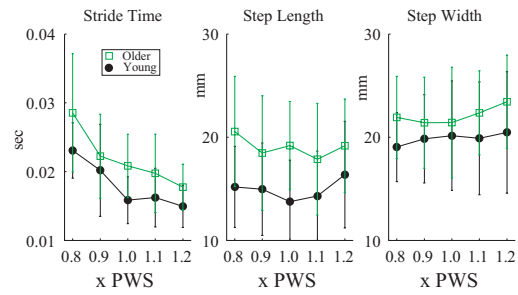 Stride Time
Step Length
Step Width
0.04
0.03
0.02
0.01
sec
Older
Young
0.8 0.9 1.0 1.1 1.2
x PWS
30
20
10
mm
0.8 0.9 1.0 1.1 1.2
x PWS
30
20
10
mm
0.8 0.9 1.0 1.1 1.2
x PWS